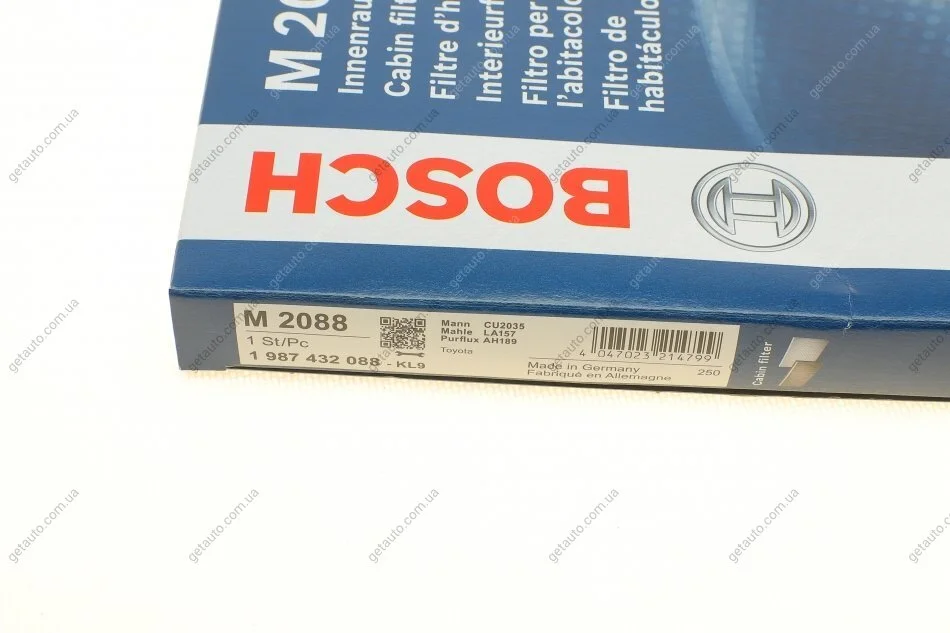 M 20
Innenrau
Cabin filt
Filtre d'h
Interieurf
Filtro per
l'abitacolo
Filtro de
habitáculo
BOSCH
M 2088
1 St/Pc
1 987 432 088 - KL9
Mann CU2035
Mahle LA157
Purflux AH189
Toyota
4 047023 214799
Made in Germany
Fabriqué en Allemagne
250
Cabin filter
getauto.com.ua